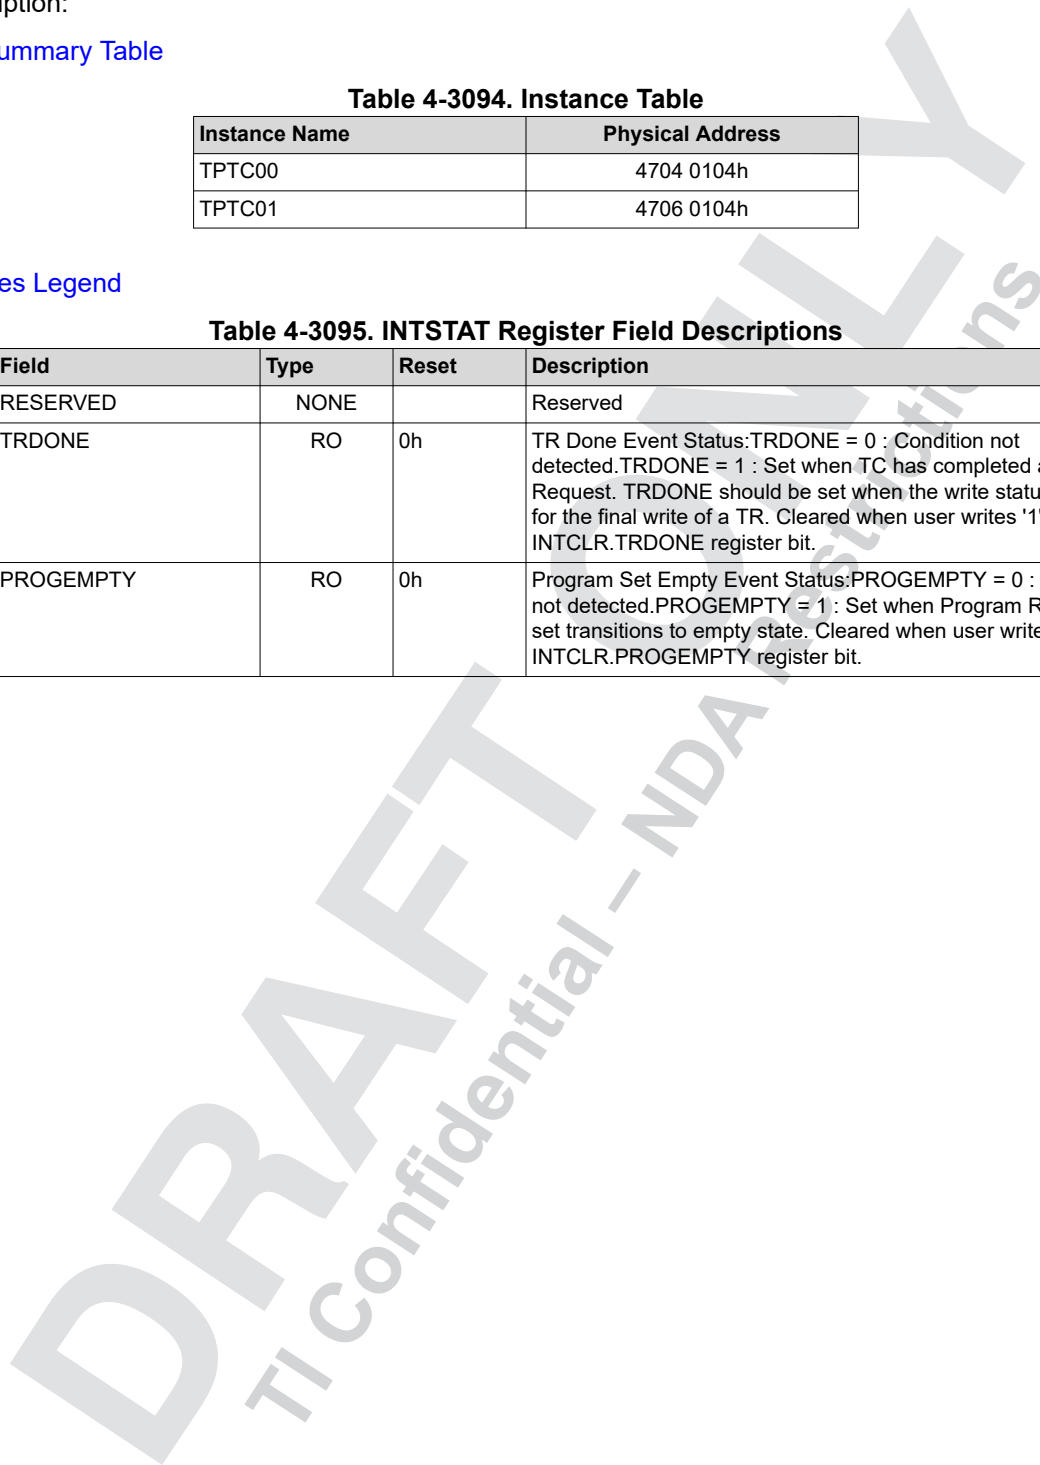 iption:
ummary Table
Table 4-3094. Instance Table
Instance Name Physical Address
TPTC00 4704 0104h
TPTC01 4706 0104h
es Legend
Table 4-3095. INTSTAT Register Field Descriptions
Field Type Reset Description
RESERVED NONE Reserved
TRDONE RO 0h TR Done Event Status:TRDONE = 0 : Condition not
detected.TRDONE = 1 : Set when TC has completed a
Request. TRDONE should be set when the write statu
for the final write of a TR. Cleared when user writes '1'
INTCLR.TRDONE register bit.
PROGEMPTY RO 0h Program Set Empty Event Status:PROGEMPTY = 0 :
not detected.PROGEMPTY = 1 : Set when Program R
set transitions to empty state. Cleared when user write
INTCLR.PROGEMPTY register bit.
DRAFT ONLY
TI Confidential – NDA Restrictions